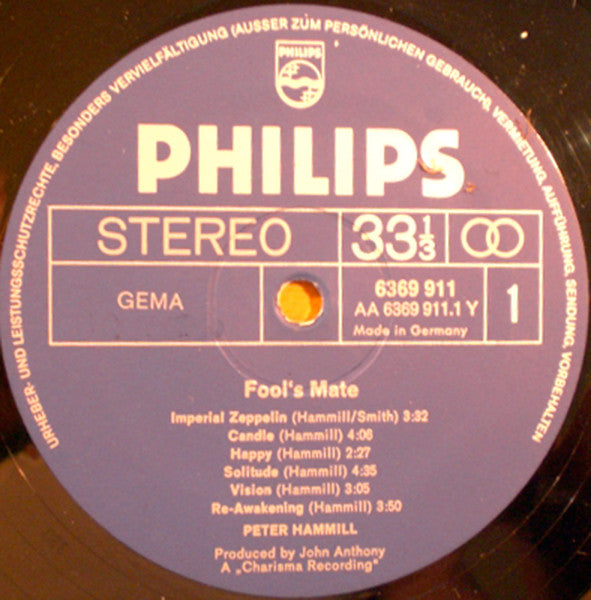 URHEBER- UND LEISTUNGSSCHUTZRECHTE, BESONDERS VERVIELFÄLTIGUNG (AUSSER ZUM PERSÖNLICHEN GEBRAUCH), VERMIETUNG, AUFFÜHRUNG, SENDUNG, VORBEHALTEN
PHILIPS
PHILIPS
STEREO
33 1/3
GEMA
6369 911
AA 6369 911.1 Y
Made in Germany
1
Fool's Mate
Imperial Zeppelin (Hammill/Smith) 3:32
Candle (Hammill) 4:06
Happy (Hammill) 2:27
Solitude (Hammill) 4:35
Vision (Hammill) 3:05
Re-Awakening (Hammill) 3:50
PETER HAMMILL
Produced by John Anthony
A „Charisma Recording"